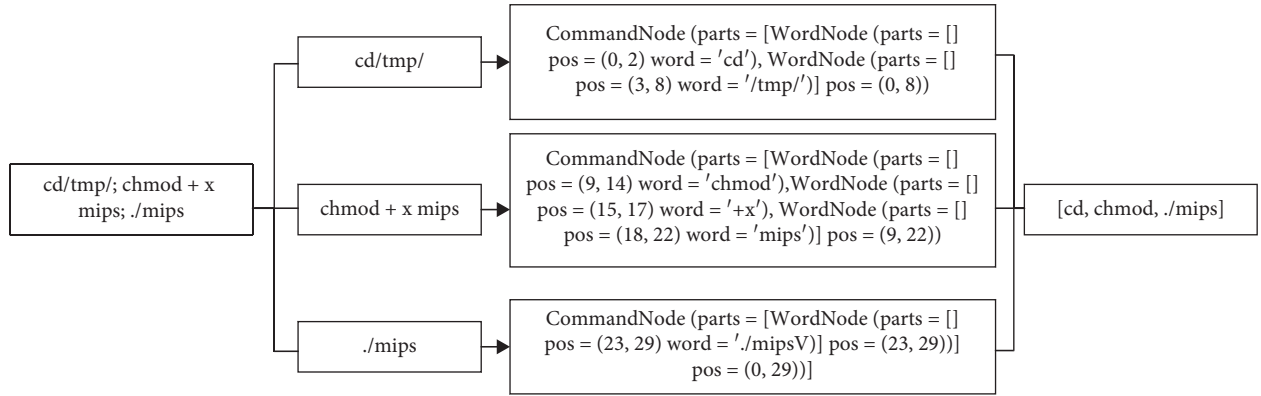 cd/tmp/; chmod + x
mips; ./mips
cd/tmp/
chmod + x mips
./mips
CommandNode (parts = [WordNode (parts = []
pos = (0, 2) word = ′cd′), WordNode (parts = []
pos = (3, 8) word = ′/tmp/′)] pos = (0, 8))
CommandNode (parts = [WordNode (parts = []
pos = (9, 14) word = ′chmod′),WordNode (parts = []
pos = (15, 17) word = ′+x′), WordNode (parts = []
pos = (18, 22) word = ′mips′)] pos = (9, 22))
CommandNode (parts = [WordNode (parts = []
pos = (23, 29) word = ′./mipsV)] pos = (23, 29))]
pos = (0, 29))]
[cd, chmod, ./mips]